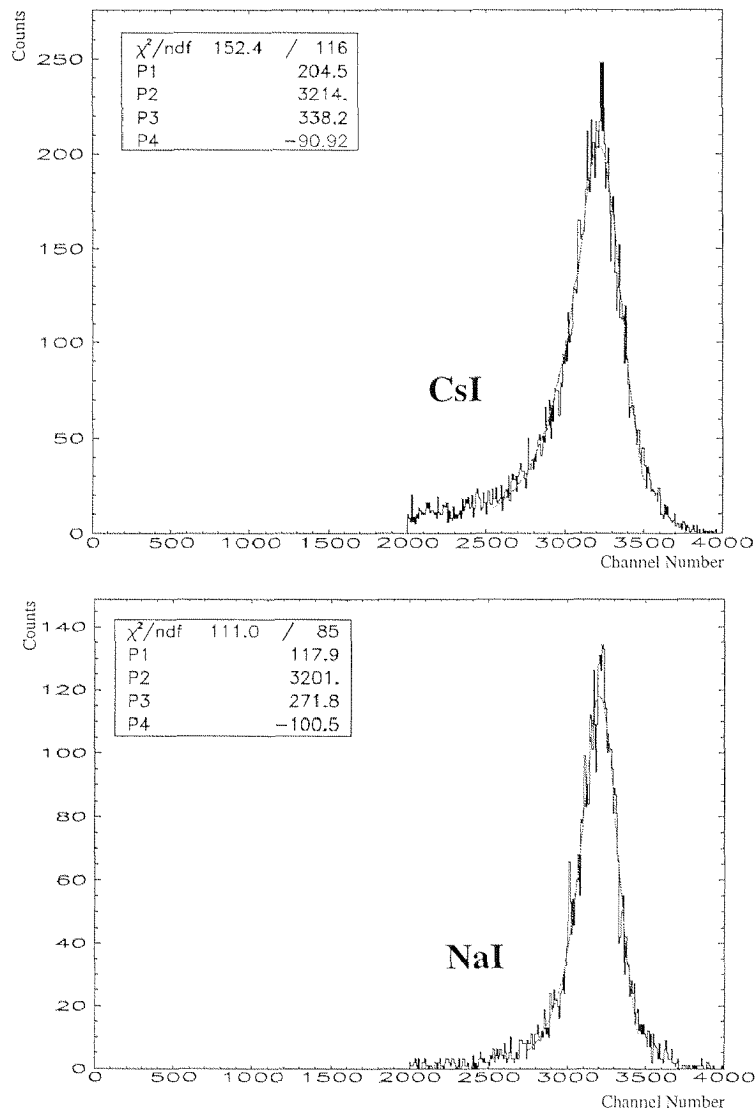 Counts
χ²/ndf 152.4 / 116
P1 204.5
P2 3214.
P3 338.2
P4 -90.92
250
200
150
100
50
0
CsI
0 500 1000 1500 2000 2500 3000 3500 4000
Channel Number
Counts
χ²/ndf 111.0 / 85
P1 117.9
P2 3201.
P3 271.8
P4 -100.5
140
120
100
80
60
40
20
0
NaI
0 500 1000 1500 2000 2500 3000 3500 4000
Channel Number